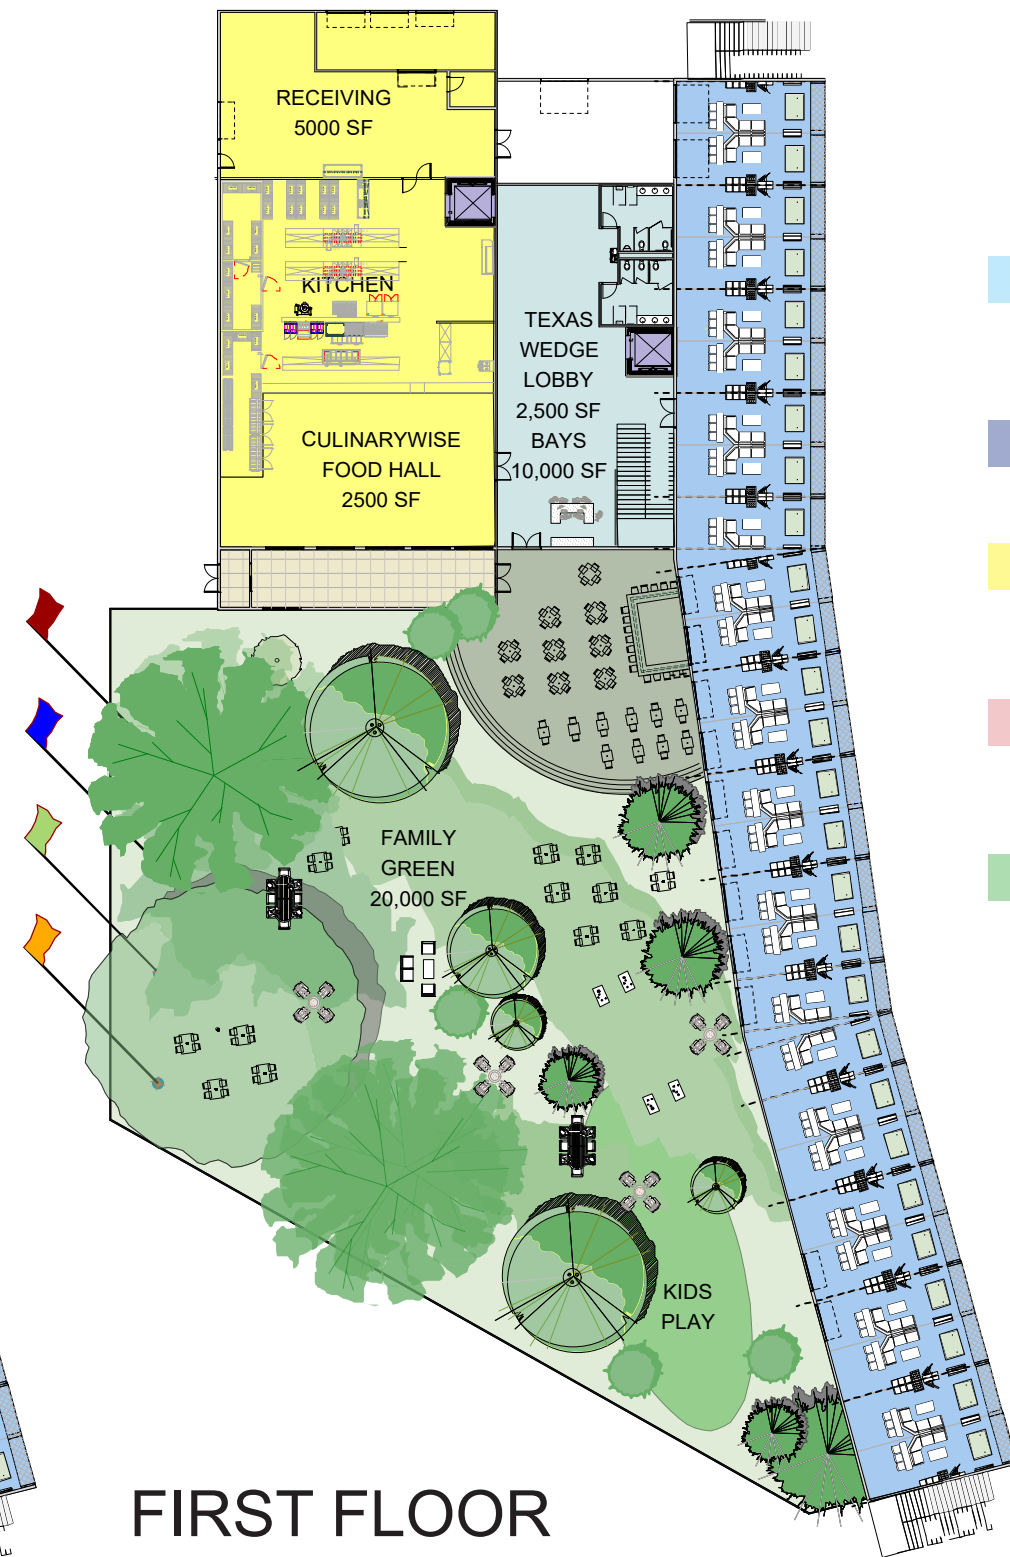 RECEIVING
5000 SF
KITCHEN
TEXAS
WEDGE
LOBBY
2,500 SF
BAYS
10,000 SF
CULINARYWISE
FOOD HALL
2500 SF
FAMILY
GREEN
20,000 SF
KIDS
PLAY
FIRST FLOOR